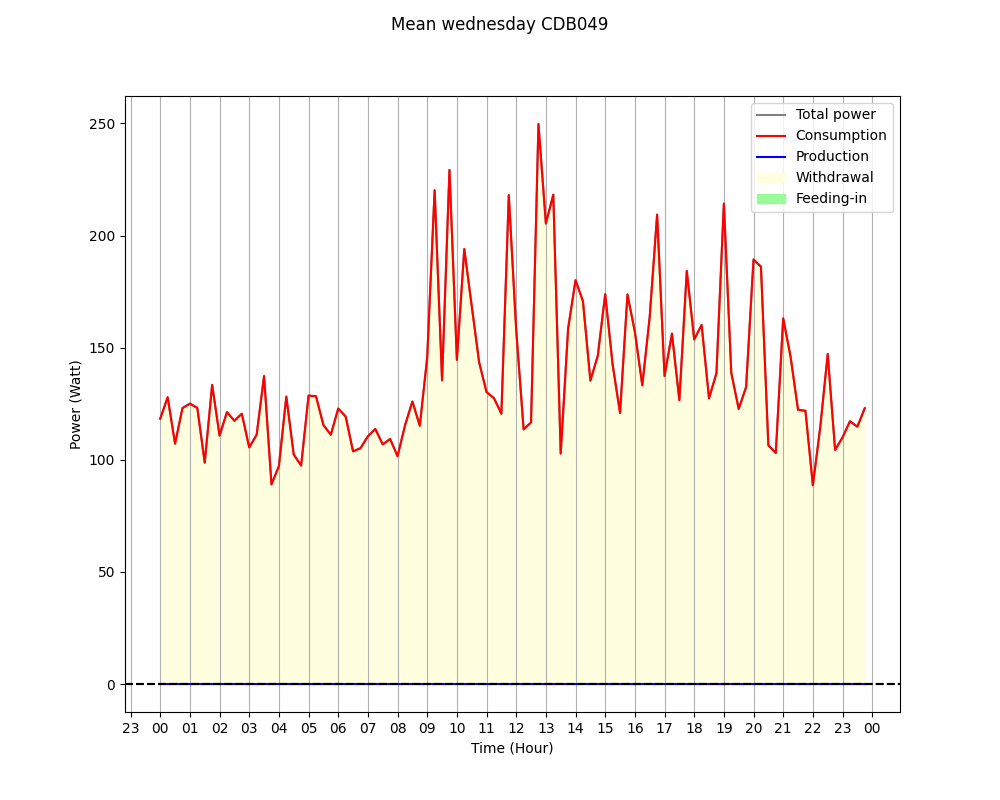 Mean wednesday CDB049
Total power
Consumption
Production
Withdrawal
Feeding-in
250
200
150
100
50
0
Power (Watt)
23 00 01 02 03 04 05 06 07 08 09 10 11 12 13 14 15 16 17 18 19 20 21 22 23 00
Time (Hour)